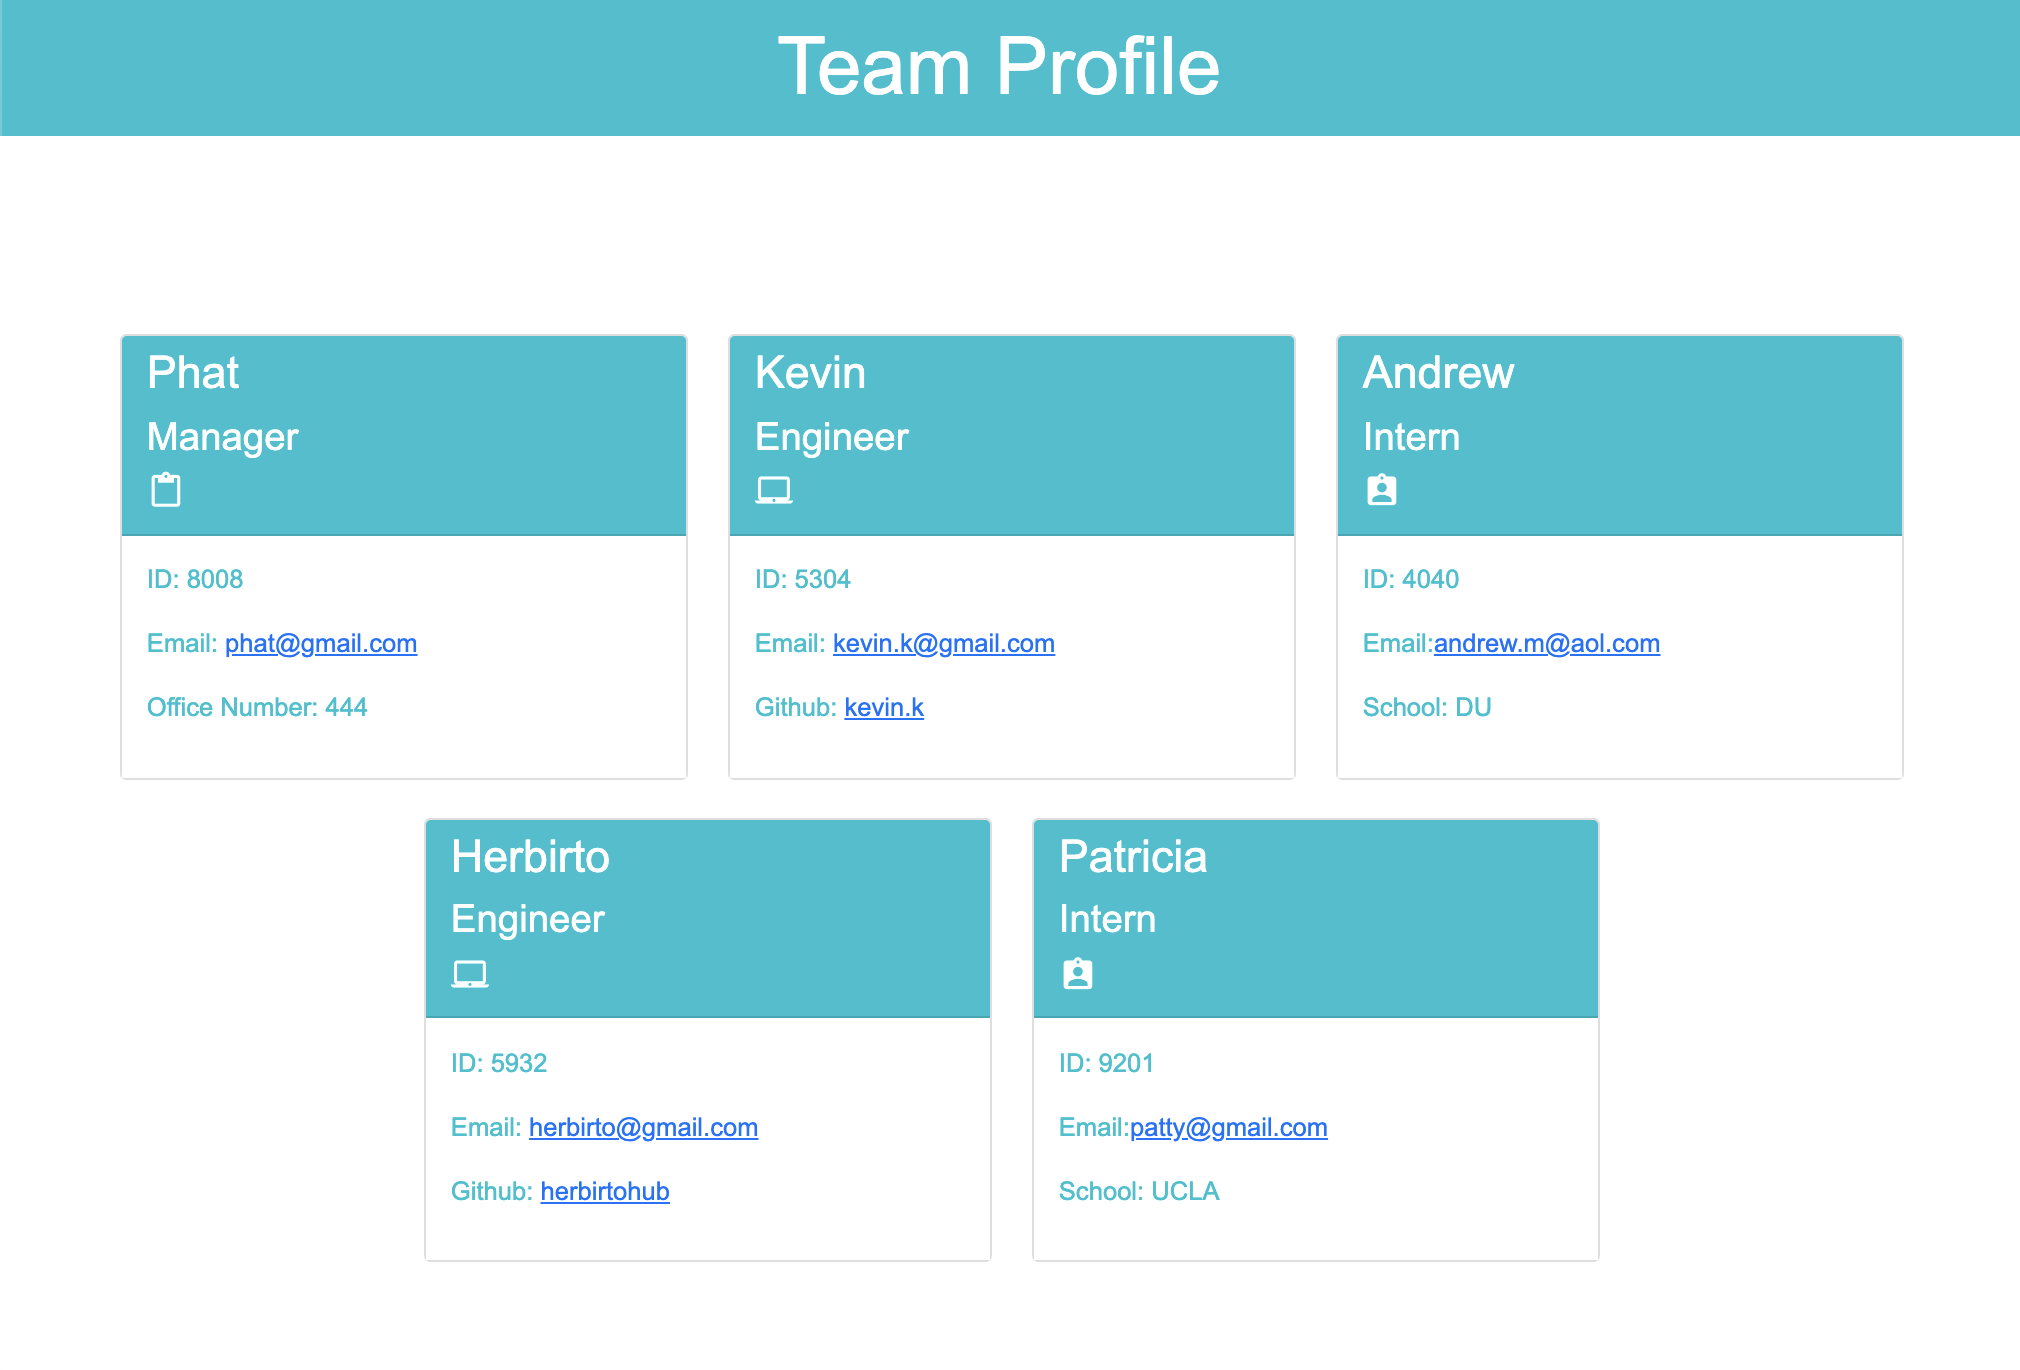 Team Profile
Phat
Manager
ID: 8008
Email: phat@gmail.com
Office Number: 444
Kevin
Engineer
ID: 5304
Email: kevin.k@gmail.com
Github: kevin.k
Andrew
Intern
ID: 4040
Email:andrew.m@aol.com
School: DU
Herbirto
Engineer
ID: 5932
Email: herbirto@gmail.com
Github: herbirtohub
Patricia
Intern
ID: 9201
Email:patty@gmail.com
School: UCLA